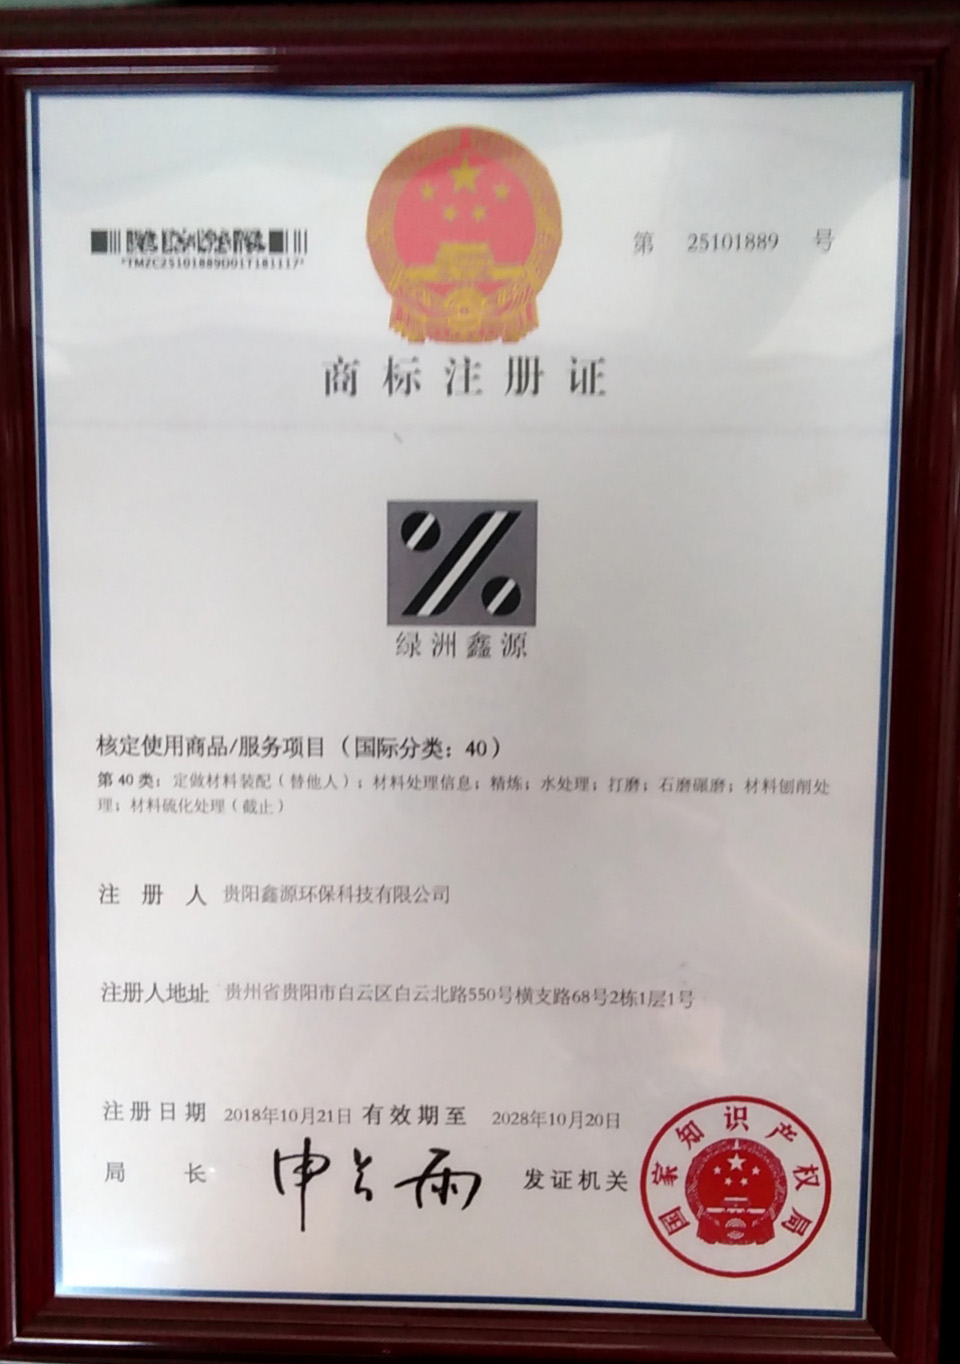 第 25101889 号
*TMZC25101889D01T181117*
商标注册证
绿洲鑫源
核定使用商品/服务项目（国际分类：40）
第 40 类：定做材料装配（替他人）；材料处理信息；精炼；水处理；打磨；石磨碾磨；材料刨削处
理；材料硫化处理（截止）
注 册 人 贵阳鑫源环保科技有限公司
注册人地址 贵州省贵阳市白云区白云北路550号横支路68号2栋1层1号
注册日期 2018年10月21日 有效期至 2028年10月20日
局 长 申长雨 发证机关
国家知识产权局